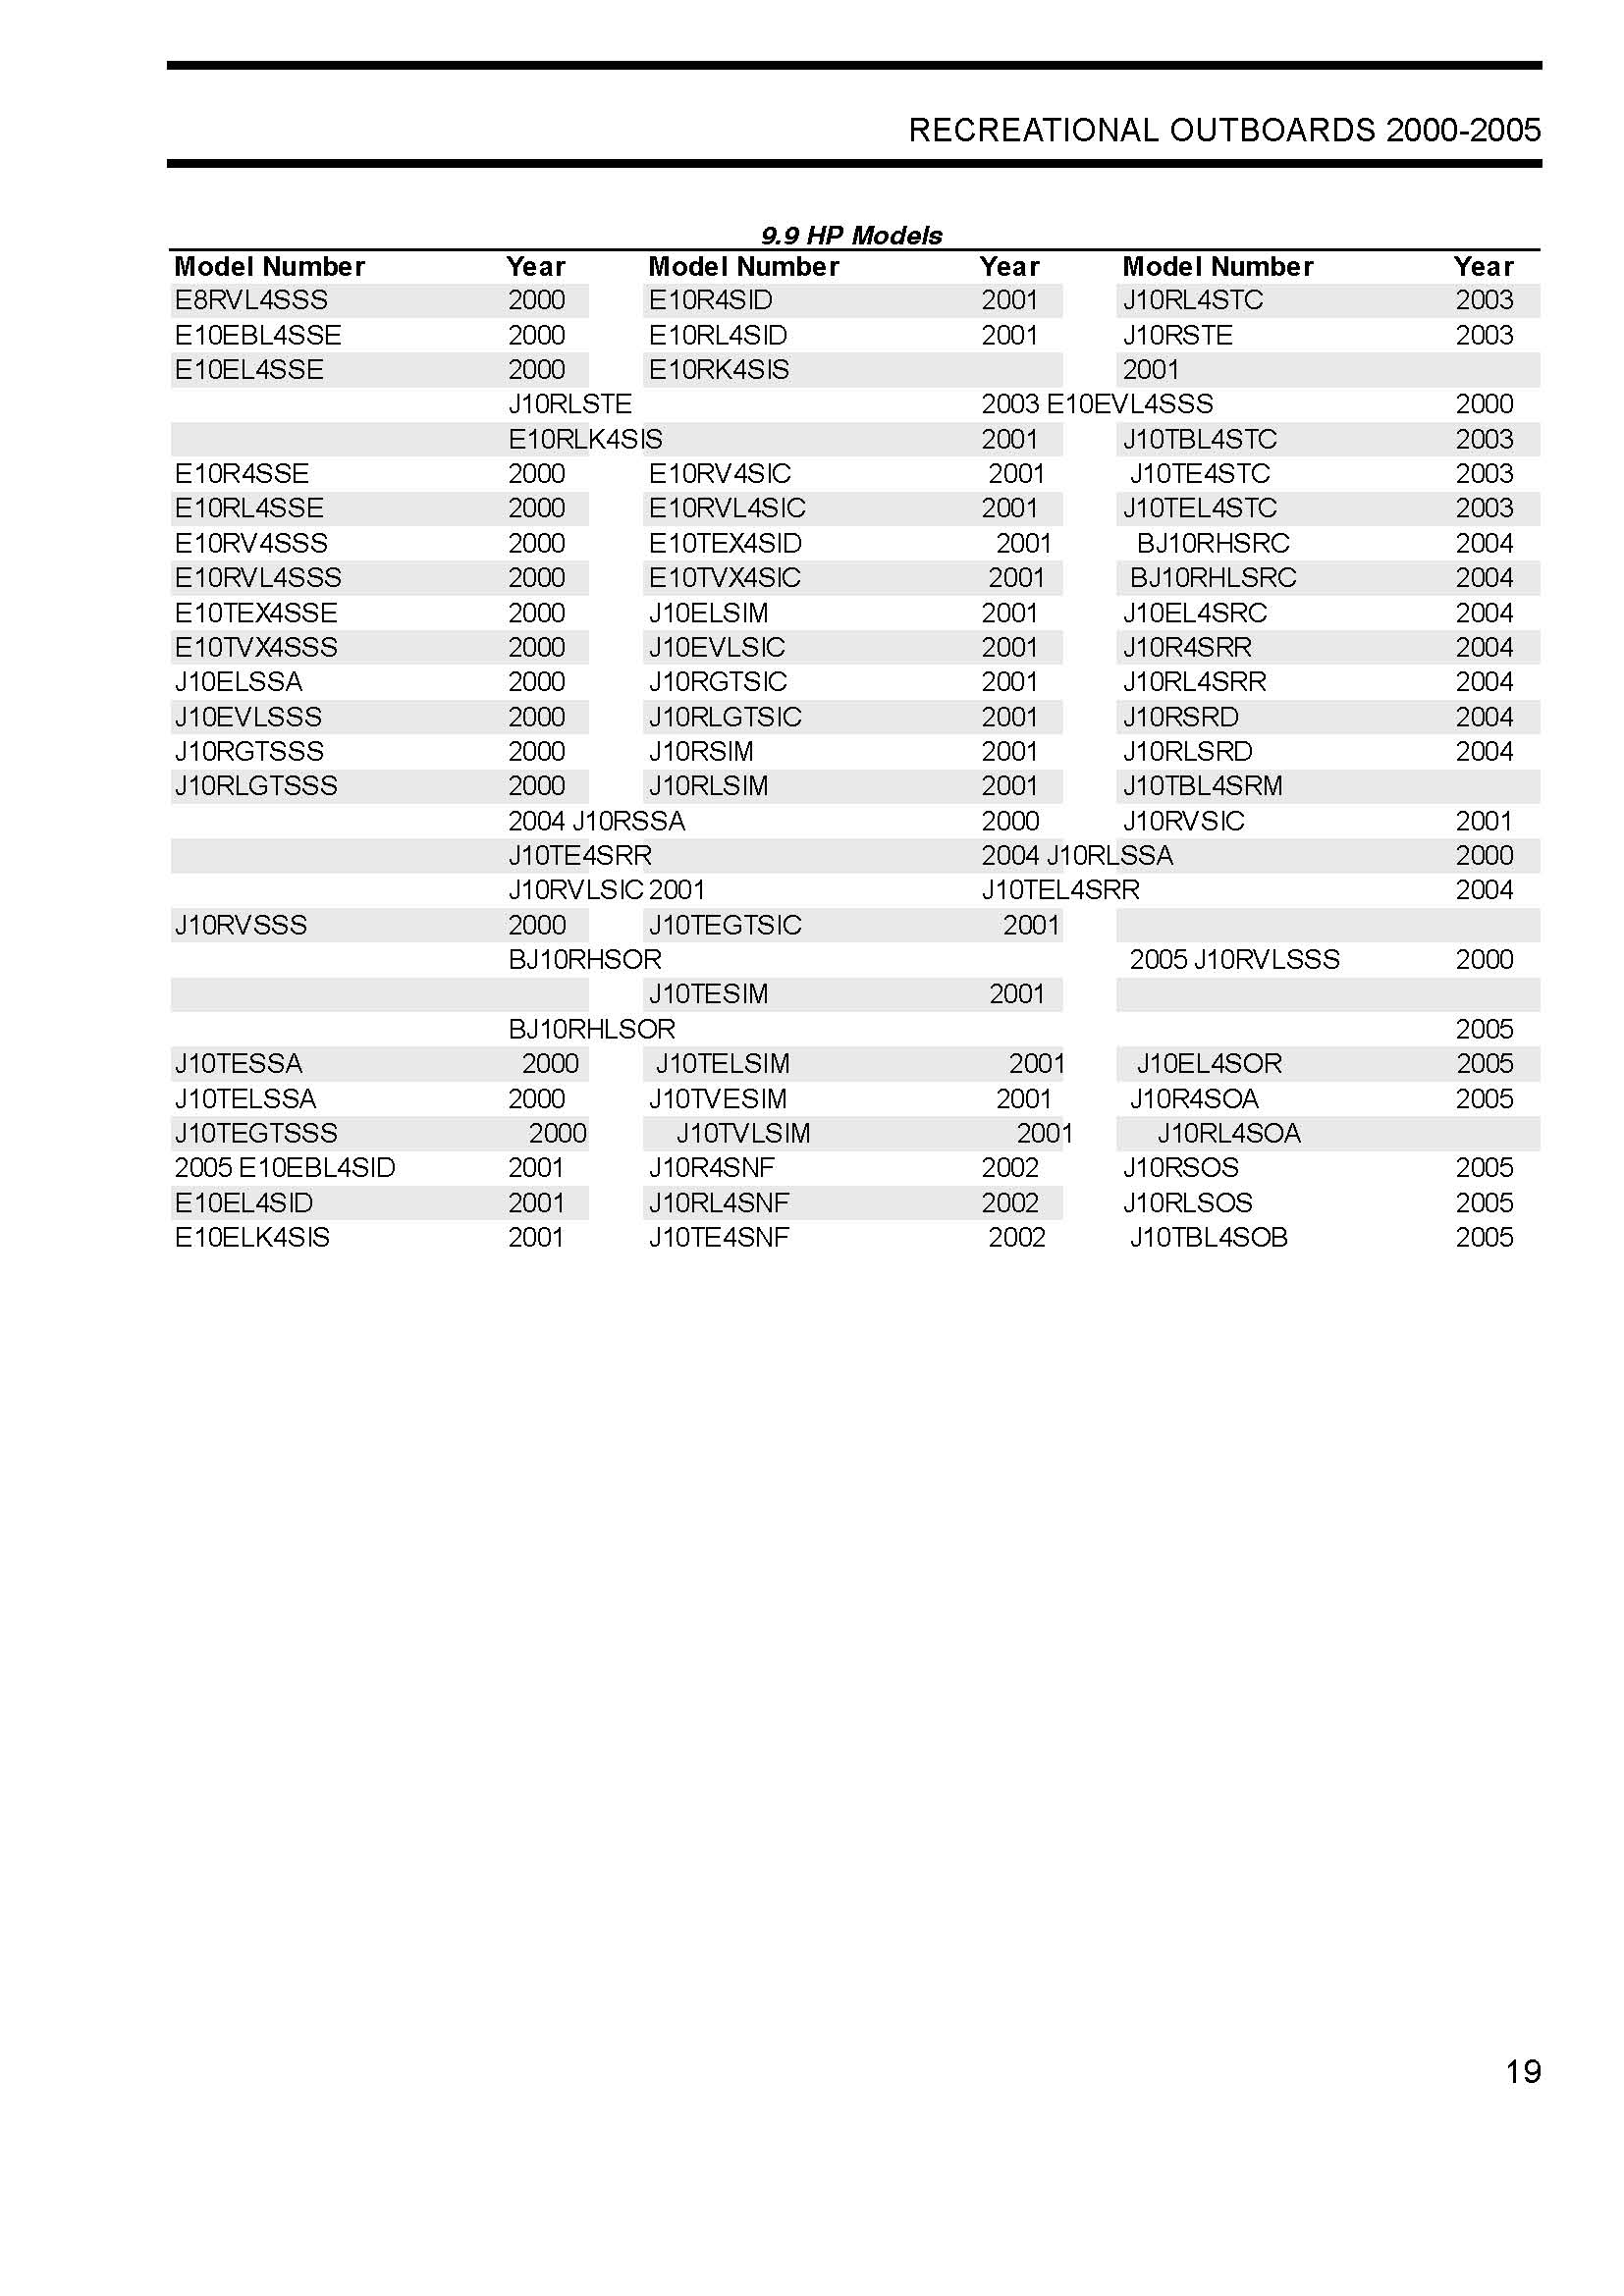 RECREATIONAL OUTBOARDS 2000-2005
9.9 HP Models
Model Number Year Model Number Year Model Number Year
E8RVL4SSS 2000 E10R4SID 2001 J10RL4STC 2003
E10EBL4SSE 2000 E10RL4SID 2001 J10RSTE 2003
E10EL4SSE 2000 E10RK4SIS 2001
J10RLSTE 2003 E10EVL4SSS 2000
E10RLK4SIS 2001 J10TBL4STC 2003
E10R4SSE 2000 E10RV4SIC 2001 J10TE4STC 2003
E10RL4SSE 2000 E10RVL4SIC 2001 J10TEL4STC 2003
E10RV4SSS 2000 E10TEX4SID 2001 BJ10RHSRC 2004
E10RVL4SSS 2000 E10TVX4SIC 2001 BJ10RHLSRC 2004
E10TEX4SSE 2000 J10ELSIM 2001 J10EL4SRC 2004
E10TVX4SSS 2000 J10EVLSIC 2001 J10R4SRR 2004
J10ELSSA 2000 J10RGTSIC 2001 J10RL4SRR 2004
J10EVLSSS 2000 J10RLGTSIC 2001 J10RSRD 2004
J10RGTSSS 2000 J10RSIM 2001 J10RLSRD 2004
J10RLGTSSS 2000 J10RLSIM 2001 J10TBL4SRM
2004 J10RSSA 2000 J10RVSIC 2001
J10TE4SRR 2004 J10RLSSA 2000
J10RVLSIC 2001 J10TEL4SRR 2004
J10RVSSS 2000 J10TEGTSIC 2001
BJ10RHSOR 2005 J10RVLSSS 2000
J10TESIM 2001
BJ10RHLSOR 2005
J10TESSA 2000 J10TELSIM 2001 J10EL4SOR 2005
J10TELSSA 2000 J10TVESIM 2001 J10R4SOA 2005
J10TEGTSSS 2000 J10TVLSIM 2001 J10RL4SOA
2005 E10EBL4SID 2001 J10R4SNF 2002 J10RSOS 2005
E10EL4SID 2001 J10RL4SNF 2002 J10RLSOS 2005
E10ELK4SIS 2001 J10TE4SNF 2002 J10TBL4SOB 2005
19